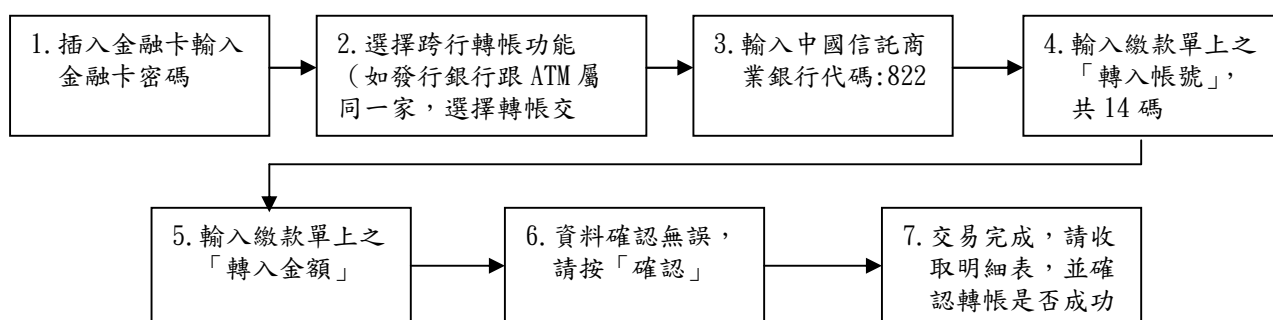 1.插入金融卡輸入
金融卡密碼
2.選擇跨行轉帳功能
(如發行銀行跟 ATM 屬
同一家，選擇轉帳交
3.輸入中國信託商
業銀行代碼:822
4.輸入繳款單上之
「轉入帳號」，
共 14 碼
5.輸入繳款單上之
「轉入金額」
6.資料確認無誤，
請按「確認」
7.交易完成，請收
取明細表，並確
認轉帳是否成功